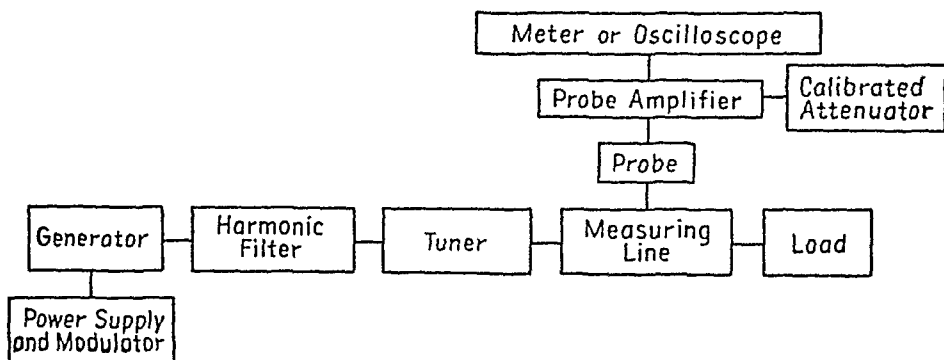 Meter or Oscilloscope
Probe Amplifier
Calibrated
Attenuator
Probe
Generator
Harmonic
Filter
Tuner
Measuring
Line
Load
Power Supply
and Modulator